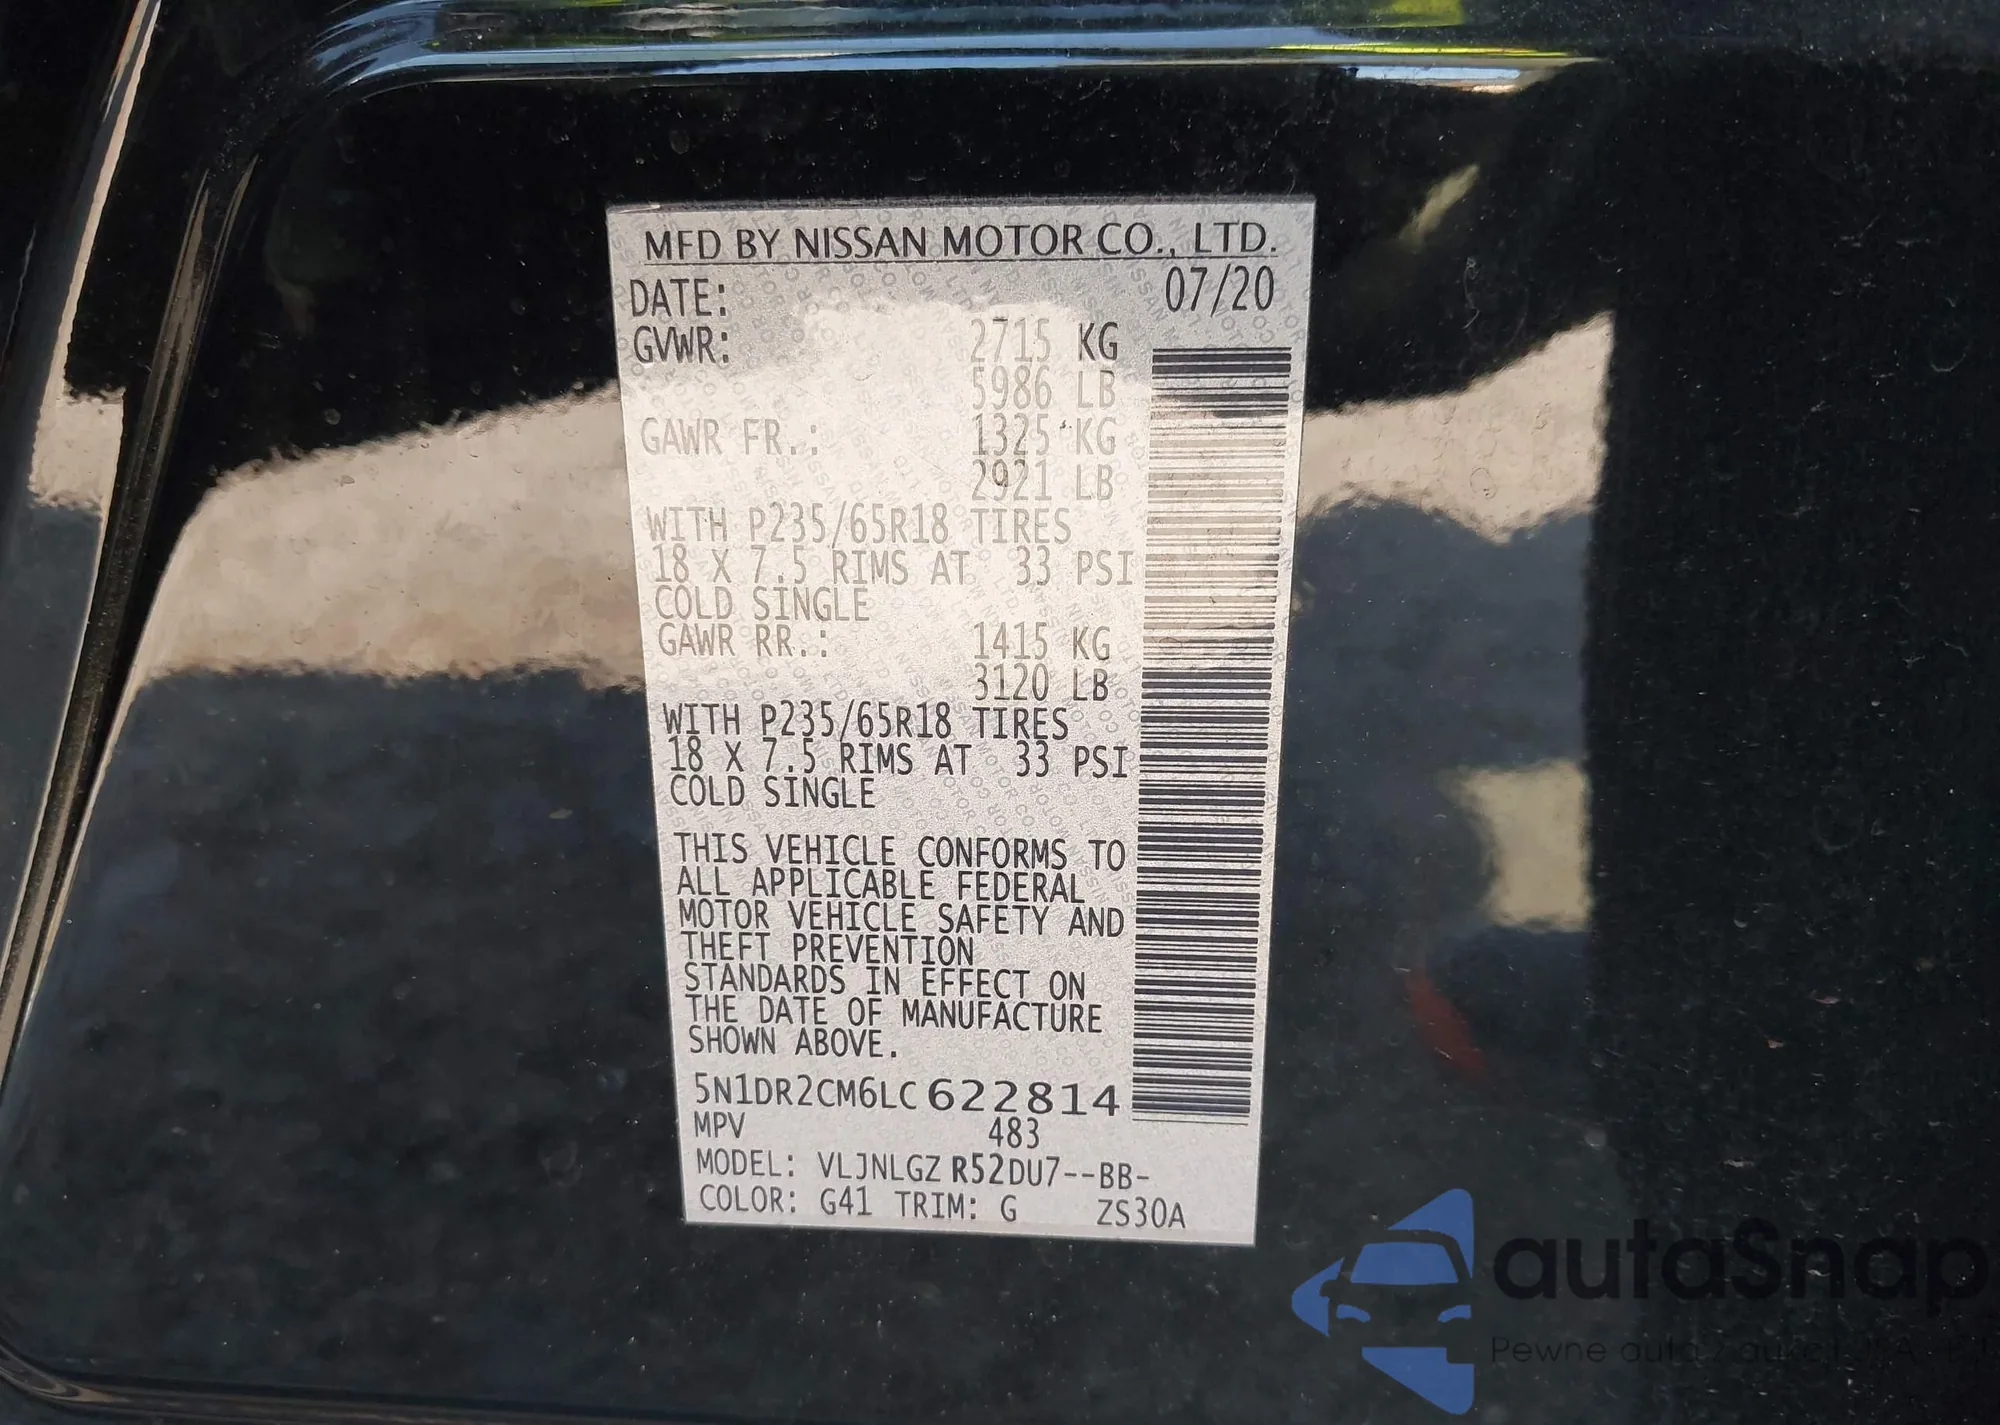 MFD BY NISSAN MOTOR CO., LTD.
DATE: 07/20
GVWR: 2715 KG
5986 LB
GAWR FR.: 1325 KG
2921 LB
WITH P235/65R18 TIRES
18 X 7.5 RIMS AT 33 PSI
COLD SINGLE
GAWR RR.: 1415 KG
3120 LB
WITH P235/65R18 TIRES
18 X 7.5 RIMS AT 33 PSI
COLD SINGLE
THIS VEHICLE CONFORMS TO
ALL APPLICABLE FEDERAL
MOTOR VEHICLE SAFETY AND
THEFT PREVENTION
STANDARDS IN EFFECT ON
THE DATE OF MANUFACTURE
SHOWN ABOVE.
5N1DR2CM6LC622814
MPV 483
MODEL: VLJNLGZ R52DU7--BB-
COLOR: G41 TRIM: G ZS30A
autaSnap
Pewne auta z aukcji